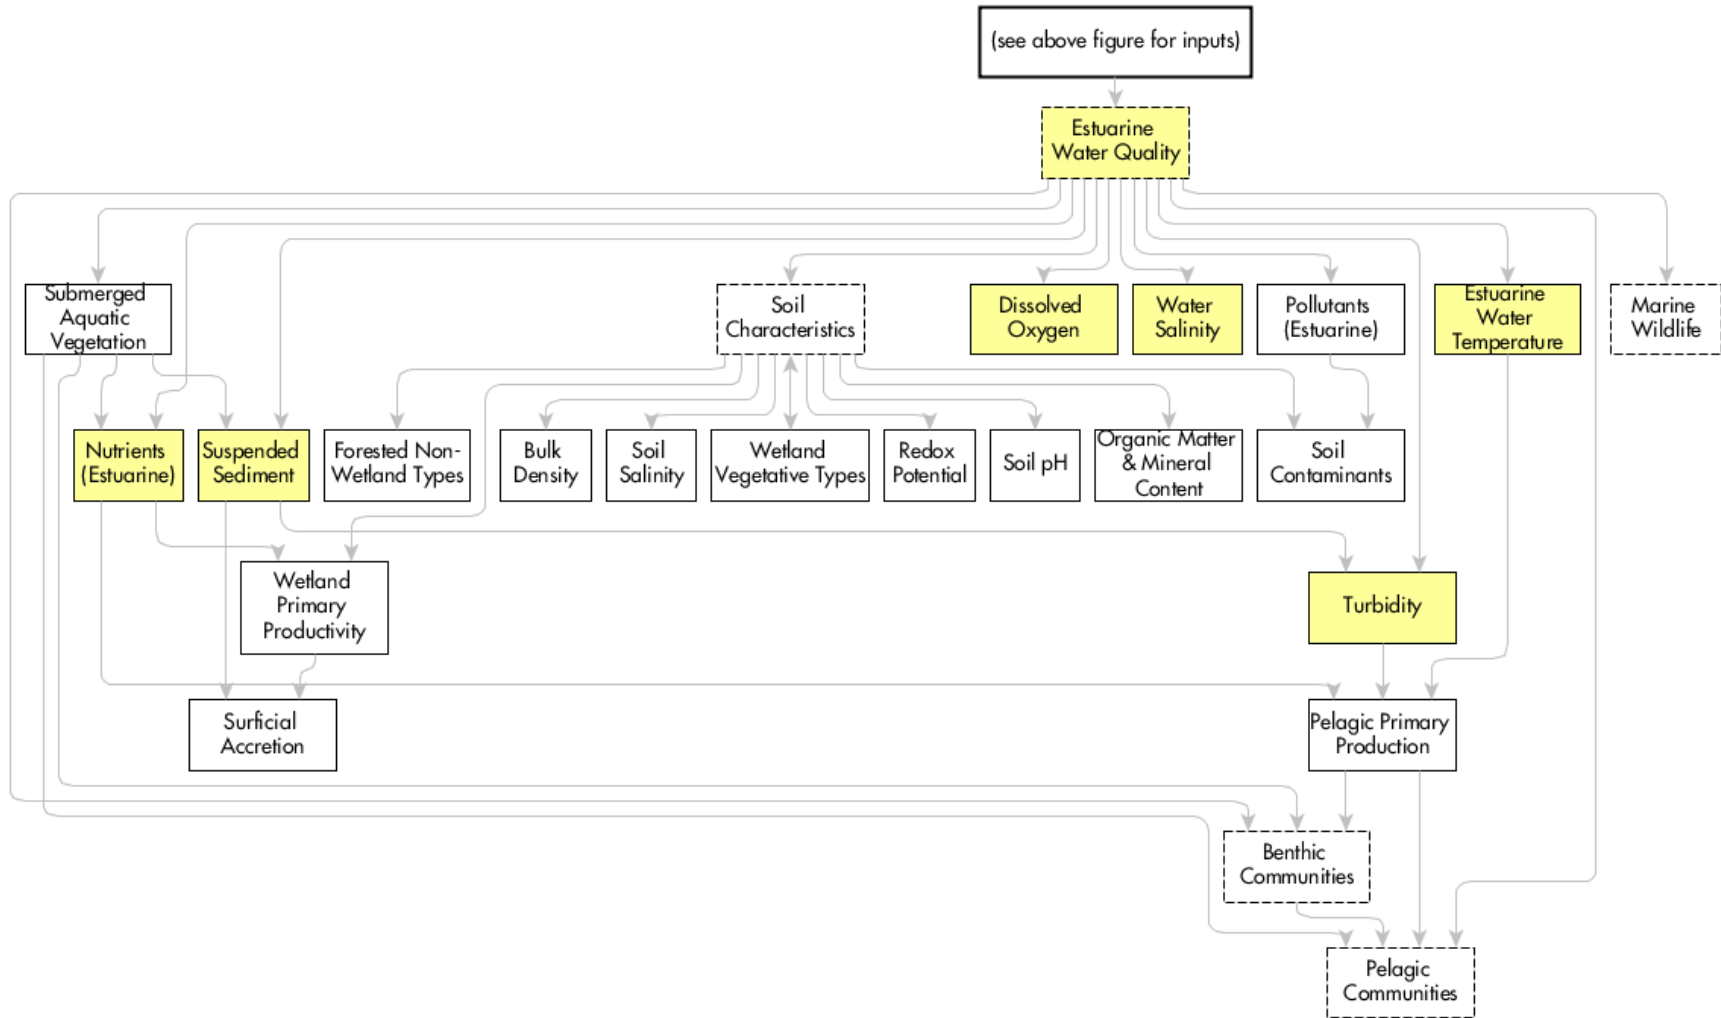 (see above figure for inputs)
Estuarine
Water Quality
Submerged
Aquatic
Vegetation
Soil
Characteristics
Dissolved
Oxygen
Water
Salinity
Pollutants
(Estuarine)
Estuarine
Water
Temperature
Marine
Wildlife
Nutrients
(Estuarine)
Suspended
Sediment
Forested Non-
Wetland Types
Bulk
Density
Soil
Salinity
Wetland
Vegetative Types
Redox
Potential
Soil pH
Organic Matter
& Mineral
Content
Soil
Contaminants
Wetland
Primary
Productivity
Turbidity
Surficial
Accretion
Pelagic Primary
Production
Benthic
Communities
Pelagic
Communities